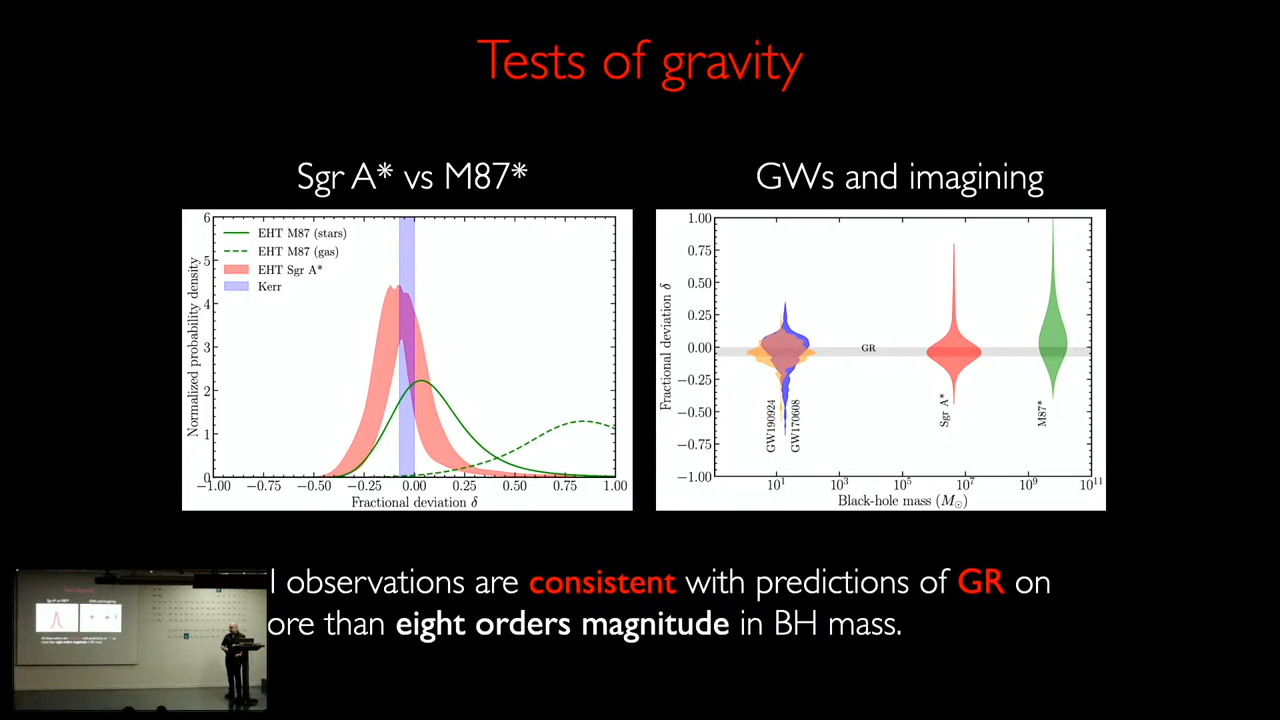 Tests of gravity
Sgr A* vs M87*
GWs and imagining
6
5
4
3
2
1
0
Normalized probability density
EHT M87 (stars)
EHT M87 (gas)
EHT Sgr A*
Kerr
−1.00 −0.75 −0.50 −0.25 0.00 0.25 0.50 0.75 1.00
Fractional deviation δ
1.00
0.75
0.50
0.25
0.00
−0.25
−0.50
−0.75
−1.00
Fractional deviation δ
GR
GW190924
GW170608
Sgr A*
M87*
10¹ 10³ 10⁵ 10⁷ 10⁹ 10¹¹
Black-hole mass (M☉)
l observations are consistent with predictions of GR on
ore than eight orders magnitude in BH mass.